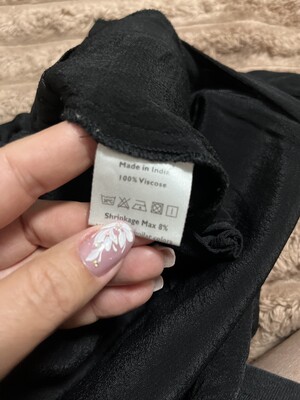 Made in India
100% Viscose
Shrinkage Max 8%